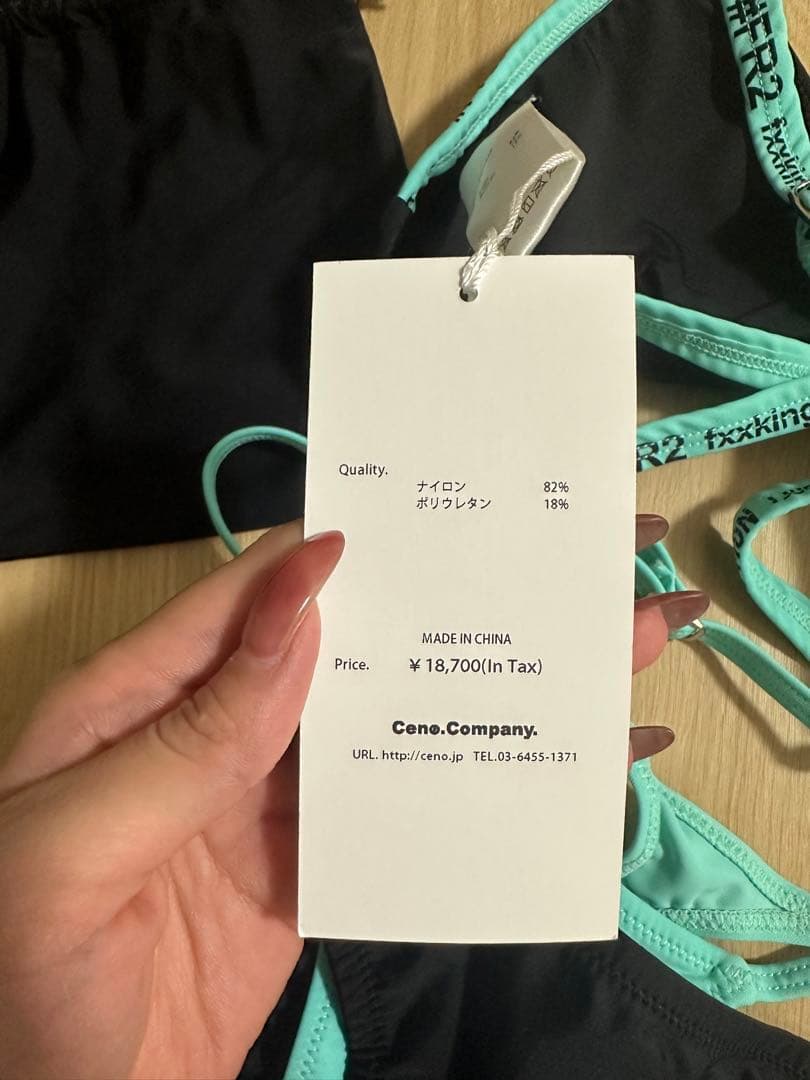 #FR2
fxxkin
Quality.
ナイロン 82%
ポリウレタン 18%
R2 fxxking
MADE IN CHINA
Price. ¥ 18,700(In Tax)
Ceno.Company.
URL. http://ceno.jp TEL.03-6455-1371